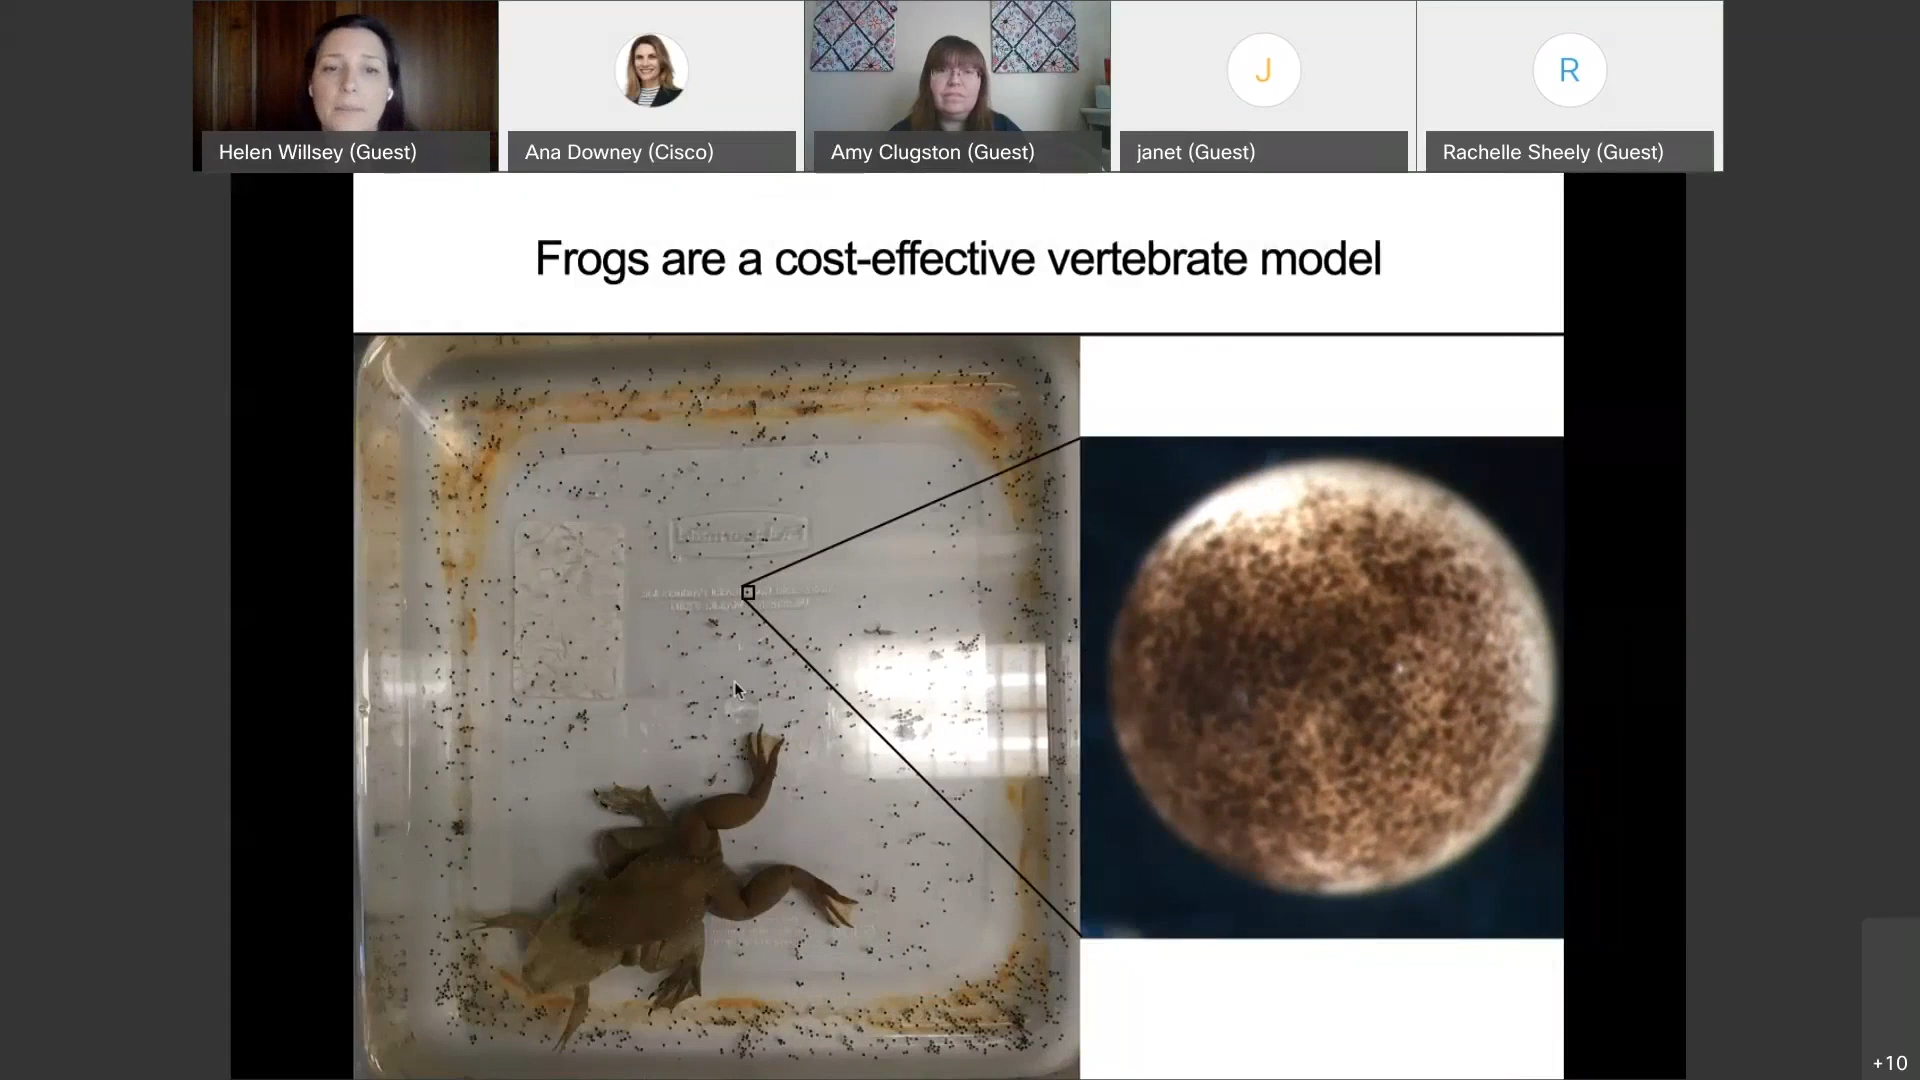 Helen Willsey (Guest)
Ana Downey (Cisco)
Amy Clugston (Guest)
J
janet (Guest)
R
Rachelle Sheely (Guest)
Frogs are a cost-effective vertebrate model
+10